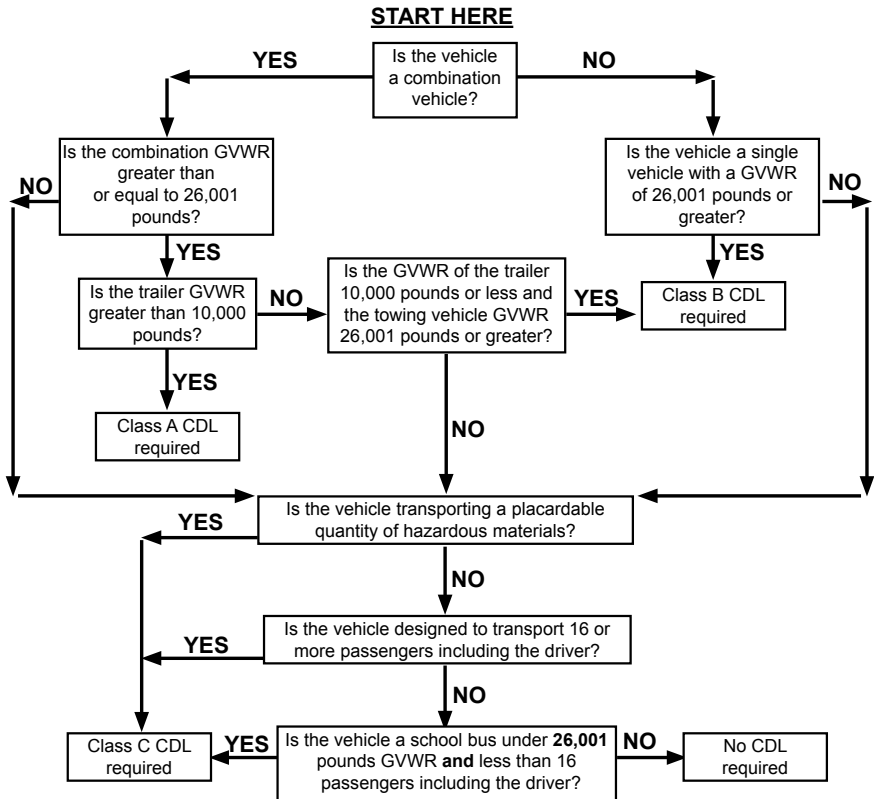 START HERE
Is the vehicle
a combination
vehicle?
YES
NO
Is the combination GVWR
greater than
or equal to 26,001
pounds?
NO
YES
Is the vehicle a single
vehicle with a GVWR
of 26,001 pounds or
greater?
NO
YES
Is the trailer GVWR
greater than 10,000
pounds?
NO
YES
Is the GVWR of the trailer
10,000 pounds or less and
the towing vehicle GVWR
26,001 pounds or greater?
YES
NO
Class B CDL
required
Class A CDL
required
Is the vehicle transporting a placardable
quantity of hazardous materials?
YES
NO
Is the vehicle designed to transport 16 or
more passengers including the driver?
YES
NO
Is the vehicle a school bus under 26,001
pounds GVWR and less than 16
passengers including the driver?
YES
NO
Class C CDL
required
No CDL
required